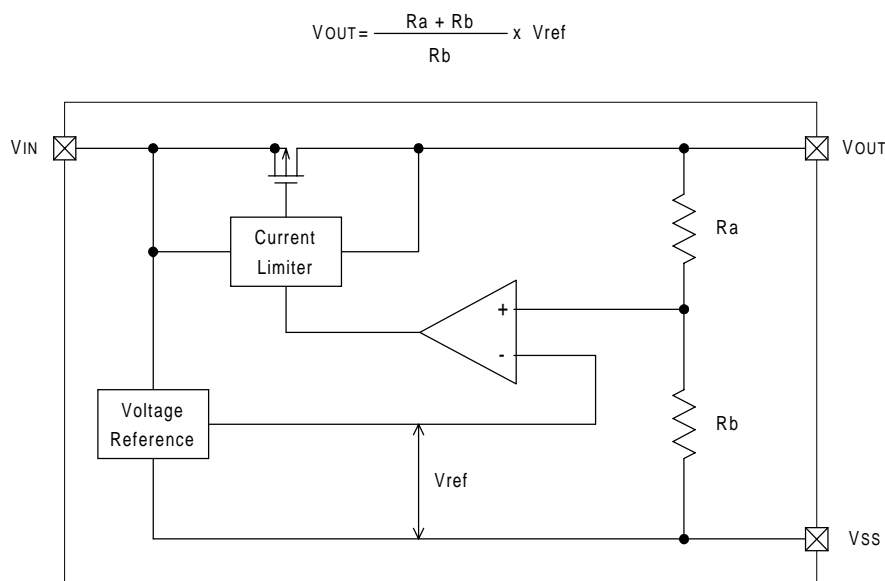 Ra + Rb
VOUT= x Vref
Rb
VIN
VOUT
Current
Limiter
Ra
+
-
Voltage
Reference
Rb
Vref
VSS